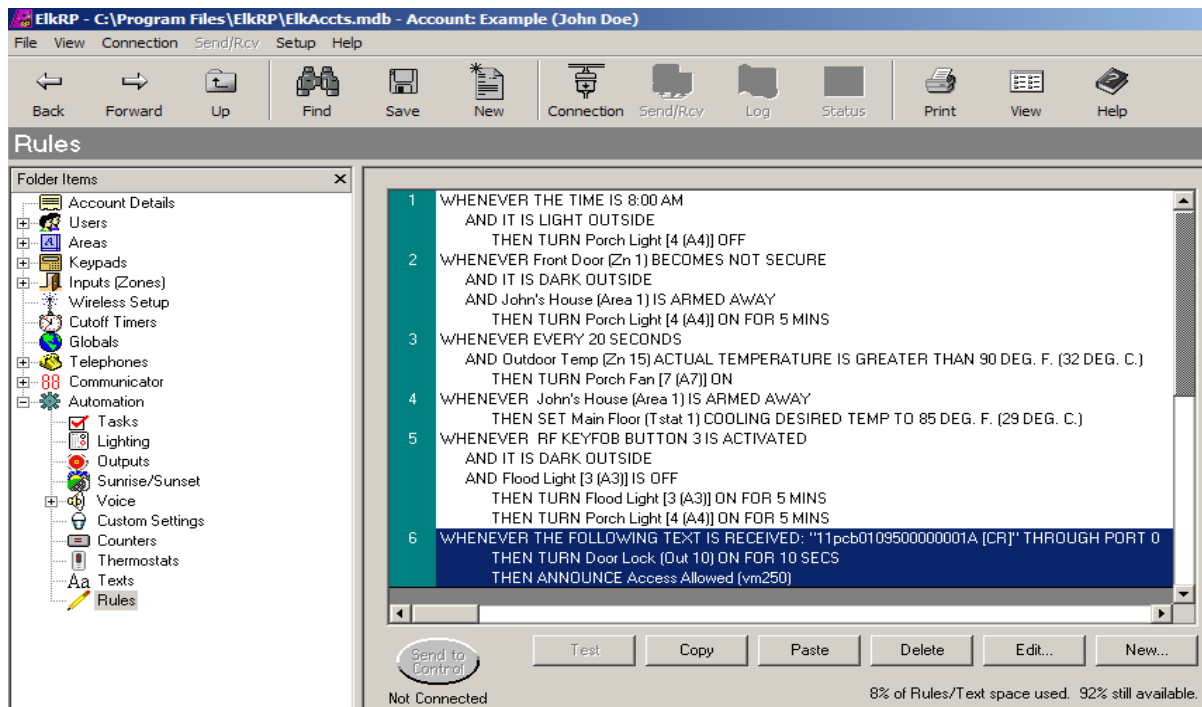 ElkRP - C:\Program Files\ElkRP\ElkAccts.mdb - Account: Example (John Doe)
File View Connection Send/Rcv Setup Help
Back Forward Up Find Save New Connection Send/Rcv Log Status Print View Help
Rules
Folder Items
Account Details
Users
Areas
Keypads
Inputs (Zones)
Wireless Setup
Cutoff Timers
Globals
Telephones
88 Communicator
Automation
Tasks
Lighting
Outputs
Sunrise/Sunset
Voice
Custom Settings
Counters
Thermostats
Aa Texts
Rules
1 WHENEVER THE TIME IS 8:00 AM
AND IT IS LIGHT OUTSIDE
THEN TURN Porch Light [4 (A4)] OFF
2 WHENEVER Front Door (Zn 1) BECOMES NOT SECURE
AND IT IS DARK OUTSIDE
AND John's House (Area 1) IS ARMED AWAY
THEN TURN Porch Light [4 (A4)] ON FOR 5 MINS
3 WHENEVER EVERY 20 SECONDS
AND Outdoor Temp (Zn 15) ACTUAL TEMPERATURE IS GREATER THAN 90 DEG. F. (32 DEG. C.)
THEN TURN Porch Fan [7 (A7)] ON
4 WHENEVER John's House (Area 1) IS ARMED AWAY
THEN SET Main Floor (Tstat 1) COOLING DESIRED TEMP TO 85 DEG. F. (29 DEG. C.)
5 WHENEVER RF KEYFOB BUTTON 3 IS ACTIVATED
AND IT IS DARK OUTSIDE
AND Flood Light [3 (A3)] IS OFF
THEN TURN Flood Light [3 (A3)] ON FOR 5 MINS
THEN TURN Porch Light [4 (A4)] ON FOR 5 MINS
6 WHENEVER THE FOLLOWING TEXT IS RECEIVED: "11pcb0109500000001A [CR]" THROUGH PORT 0
THEN TURN Door Lock (Out 10) ON FOR 10 SECS
THEN ANNOUNCE Access Allowed (vm250)
Send to Control
Test Copy Paste Delete Edit... New...
Not Connected
8% of Rules/Text space used. 92% still available.